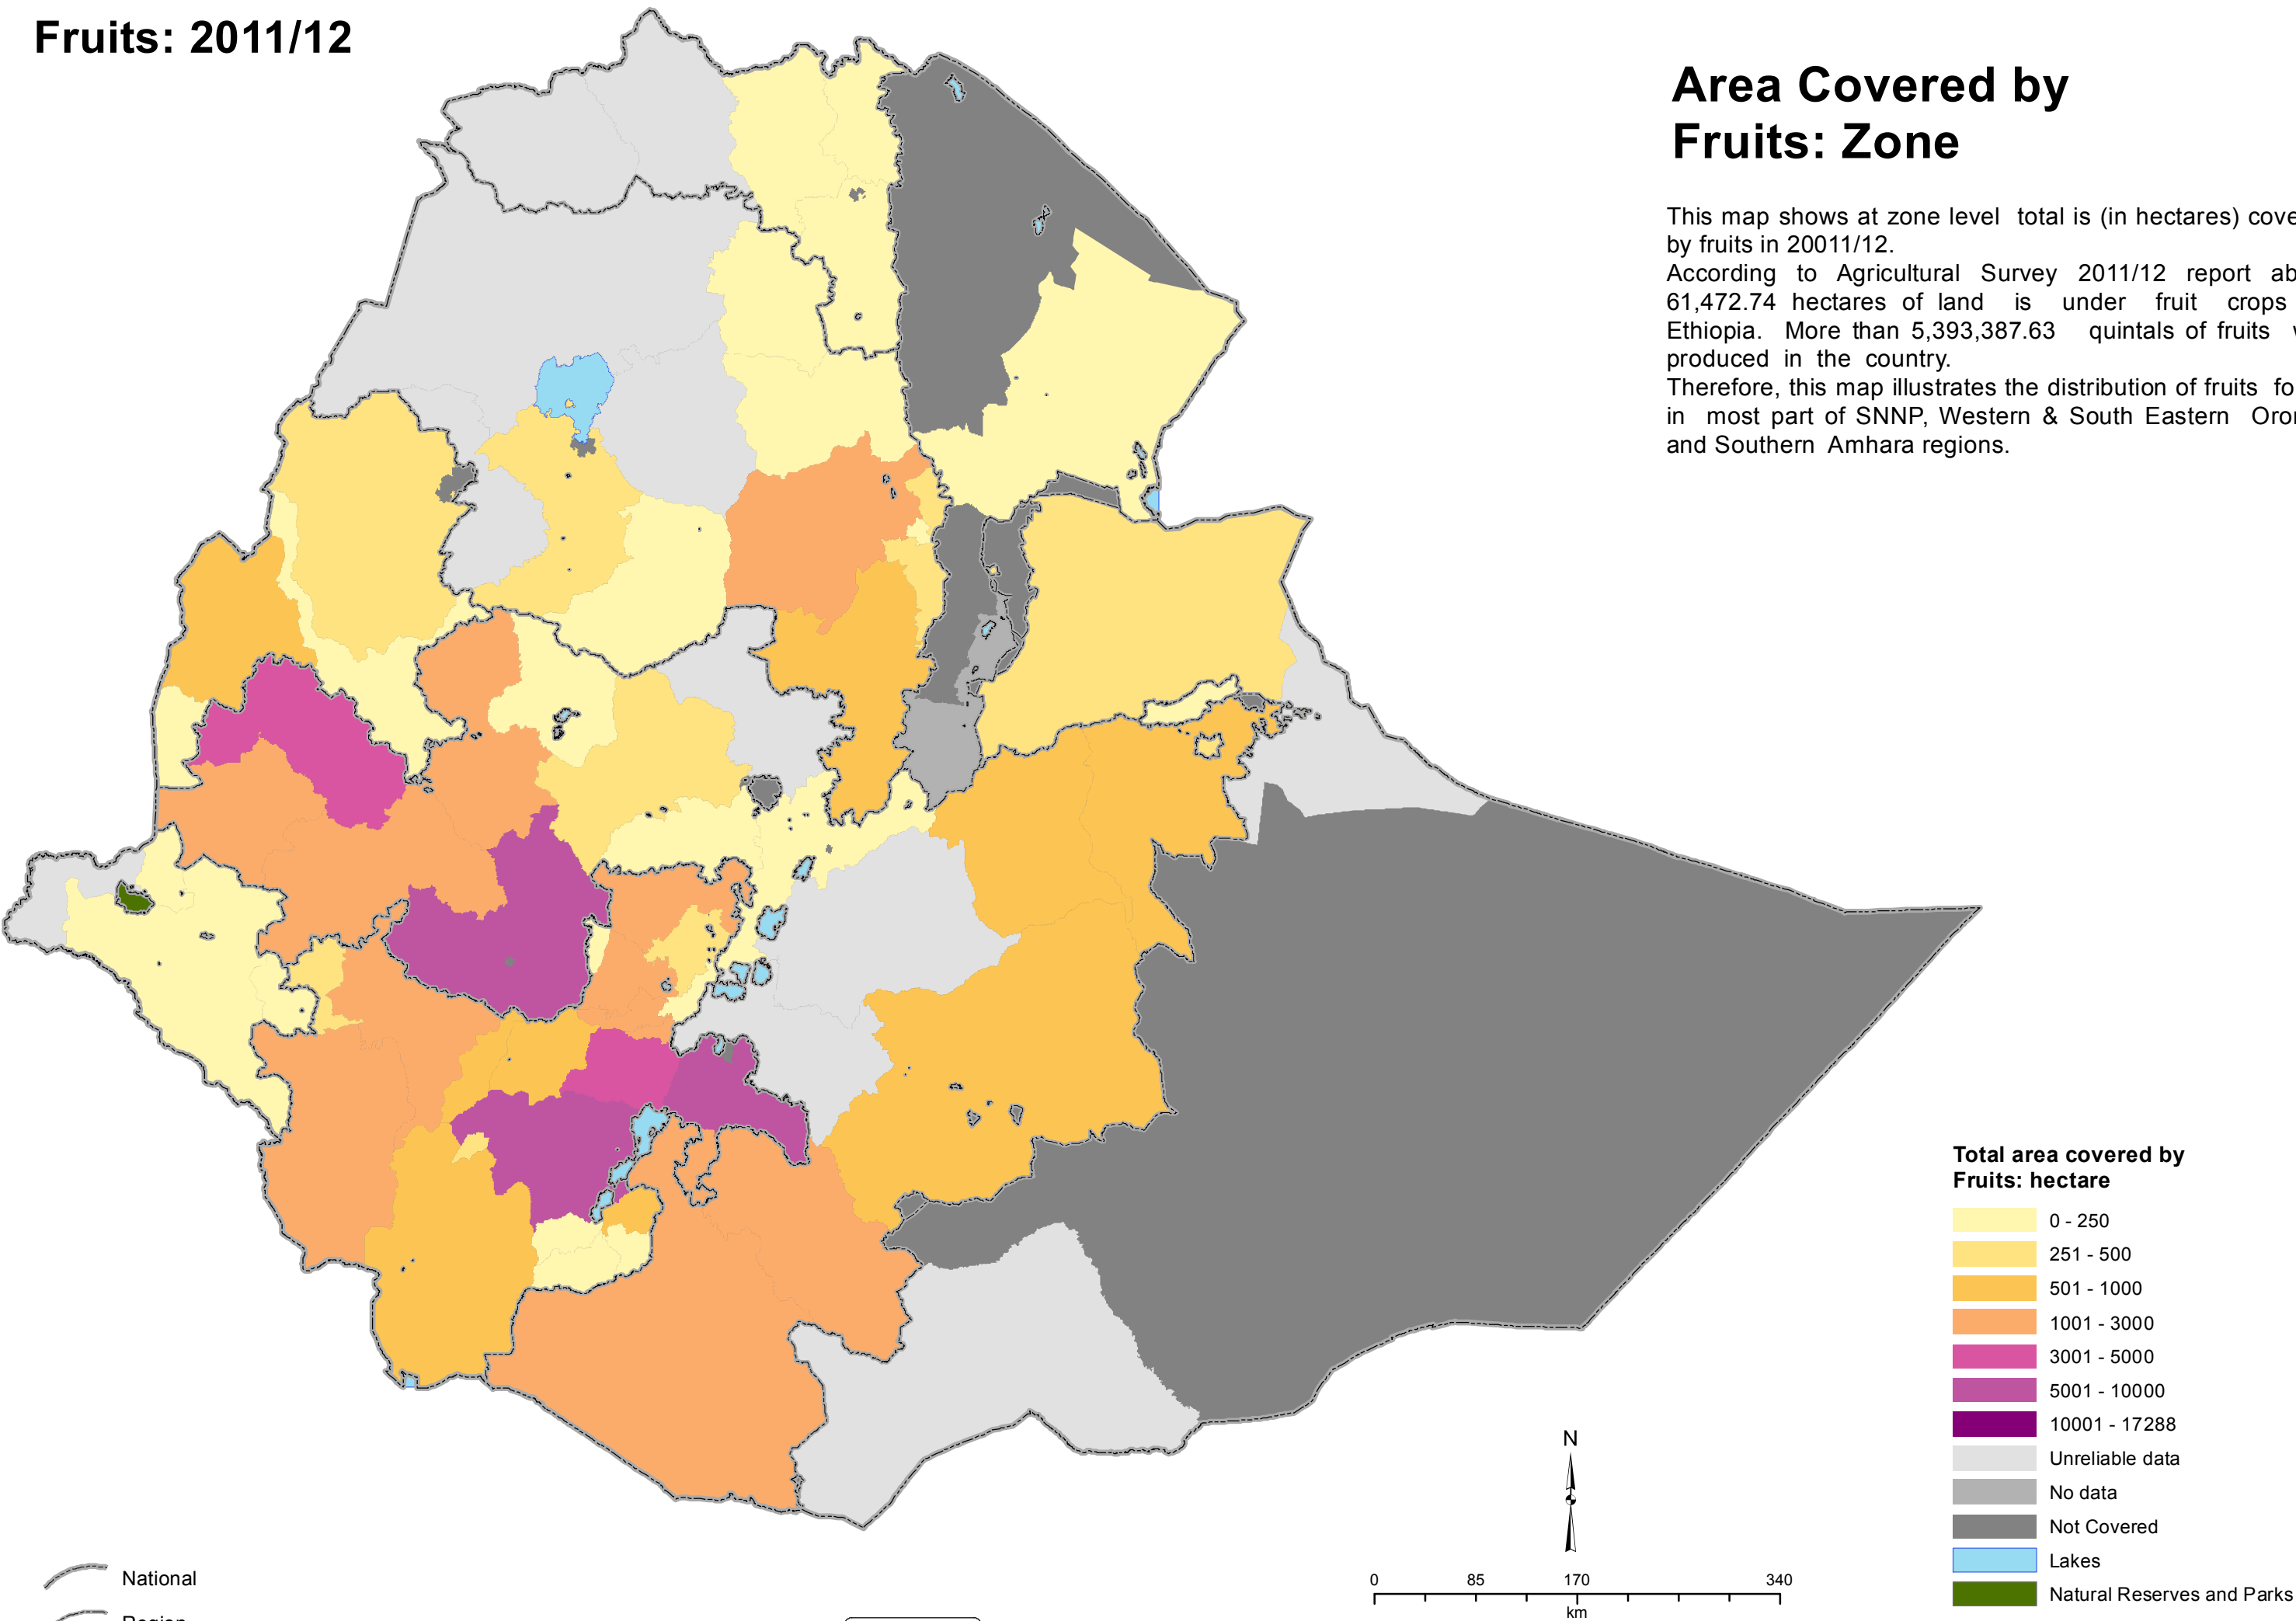 Fruits: 2011/12
Area Covered by
Fruits: Zone
This map shows at zone level total is (in hectares)
by fruits in 20011/12.
According to Agricultural Survey 2011/12 report
61,472.74 hectares of land is under fruit crops
Ethiopia. More than 5,393,387.63 quintals of fruits
produced in the country.
Therefore, this map illustrates the distribution of fruits
in most part of SNNP, Western & South Eastern
and Southern Amhara regions.
Total area covered by
Fruits: hectare
0 - 250
251 - 500
501 - 1000
1001 - 3000
3001 - 5000
5001 - 10000
10001 - 17288
Unreliable data
No data
Not Covered
Lakes
Natural Reserves and Parks
N
0 85 170 340
km
National
Region